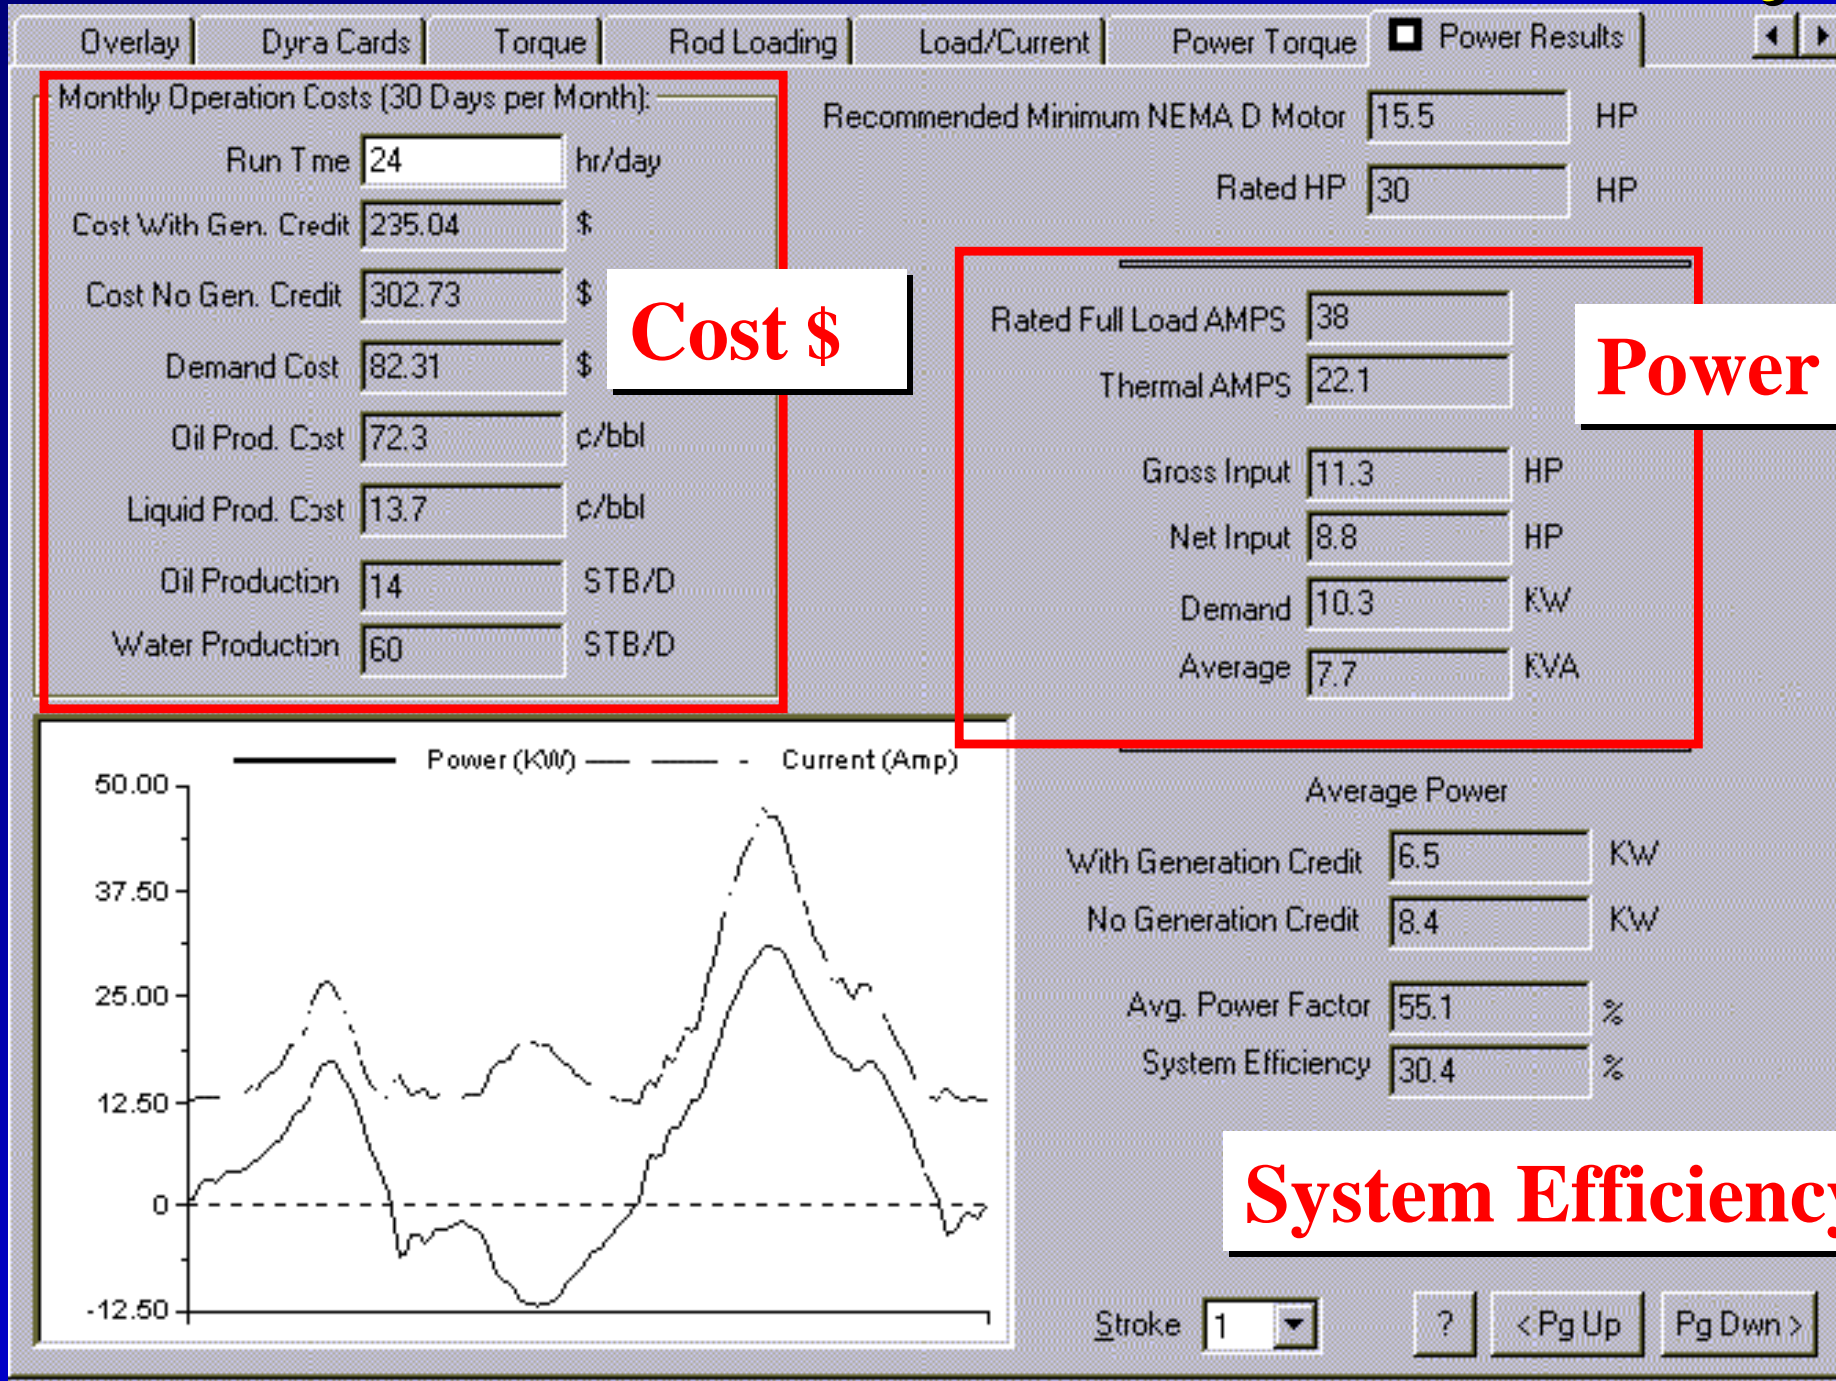 Overlay Dyna Cards Torque Rod Loading Load/Current Power Torque Power Results
Monthly Operation Costs (30 Days per Month):
Run Time 24 hr/day
Cost With Gen. Credit 235.04 $
Cost No Gen. Credit 302.73 $
Demand Cost 82.31 $
Oil Prod. Cost 72.3 ¢/bbl
Liquid Prod. Cost 13.7 ¢/bbl
Oil Production 14 STB/D
Water Production 60 STB/D
Cost $
Recommended Minimum NEMA D Motor 15.5 HP
Rated HP 30 HP
Rated Full Load AMPS 38
Thermal AMPS 22.1
Gross Input 11.3 HP
Net Input 8.8 HP
Demand 10.3 KW
Average 7.7 KVA
Power
Power (KW) Current (Amp)
50.00
37.50
25.00
12.50
0
-12.50
Average Power
With Generation Credit 6.5 KW
No Generation Credit 8.4 KW
Avg. Power Factor 55.1 %
System Efficiency 30.4 %
System Efficiency
Stroke 1 ? < Pg Up Pg Dwn >